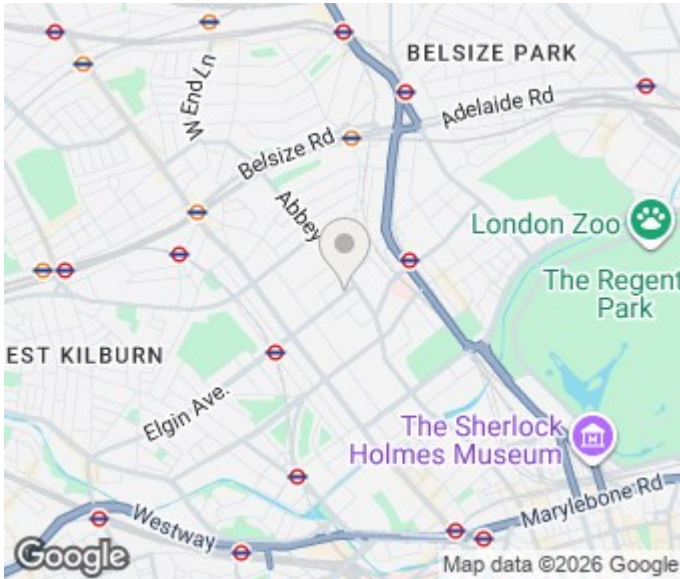 BELSIZE PARK
W End Ln
Adelaide Rd
Belsize Rd
Abbey
London Zoo
The Regent
Park
EST KILBURN
Elgin Ave.
The Sherlock
Holmes Museum
Marylebone Rd
Westway
Google
Map data ©2026 Google